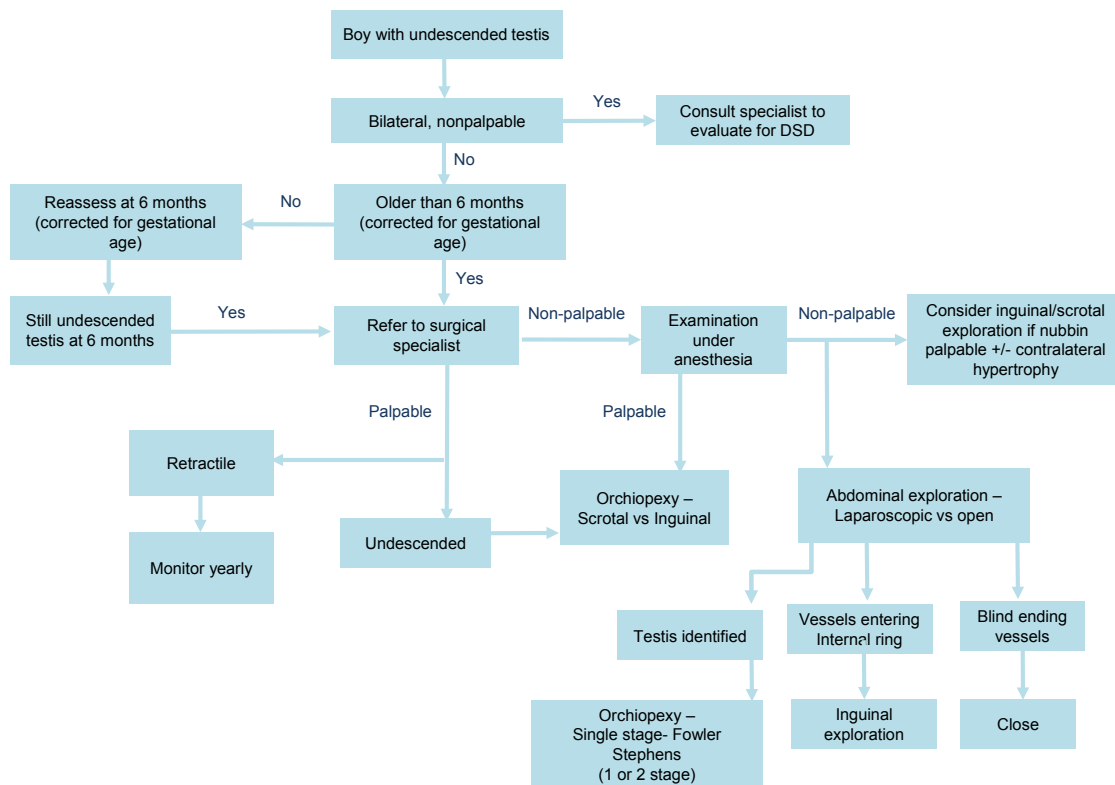 Boy with undescended testis
Bilateral, nonpalpable
Yes
Consult specialist to
evaluate for DSD
No
Reassess at 6 months
(corrected for gestational
age)
No
Older than 6 months
(corrected for gestational
age)
Yes
Still undescended
testis at 6 months
Yes
Refer to surgical
specialist
Non-palpable
Examination
under
anesthesia
Non-palpable
Consider inguinal/scrotal
exploration if nubbin
palpable +/- contralateral
hypertrophy
Palpable
Palpable
Retractile
Monitor yearly
Undescended
Orchiopexy –
Scrotal vs Inguinal
Abdominal exploration –
Laparoscopic vs open
Testis identified
Vessels entering
Internal ring
Blind ending
vessels
Orchiopexy –
Single stage- Fowler
Stephens
(1 or 2 stage)
Inguinal
exploration
Close